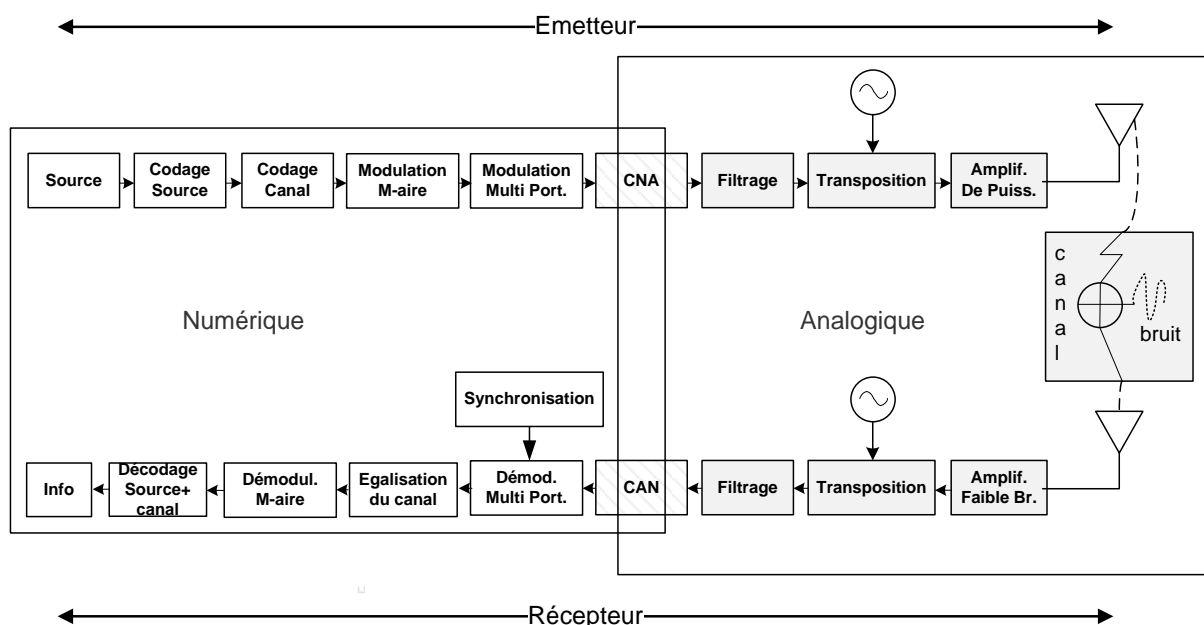 Emetteur
Source
Codage
Source
Codage
Canal
Modulation
M-aire
Modulation
Multi Port.
CNA
Filtrage
Transposition
Amplif.
De Puiss.
canal
bruit
Numérique
Analogique
Synchronisation
Info
Décodage
Source+
canal
Démodul.
M-aire
Egalisation
du canal
Démod.
Multi Port.
CAN
Filtrage
Transposition
Amplif.
Faible Br.
Récepteur